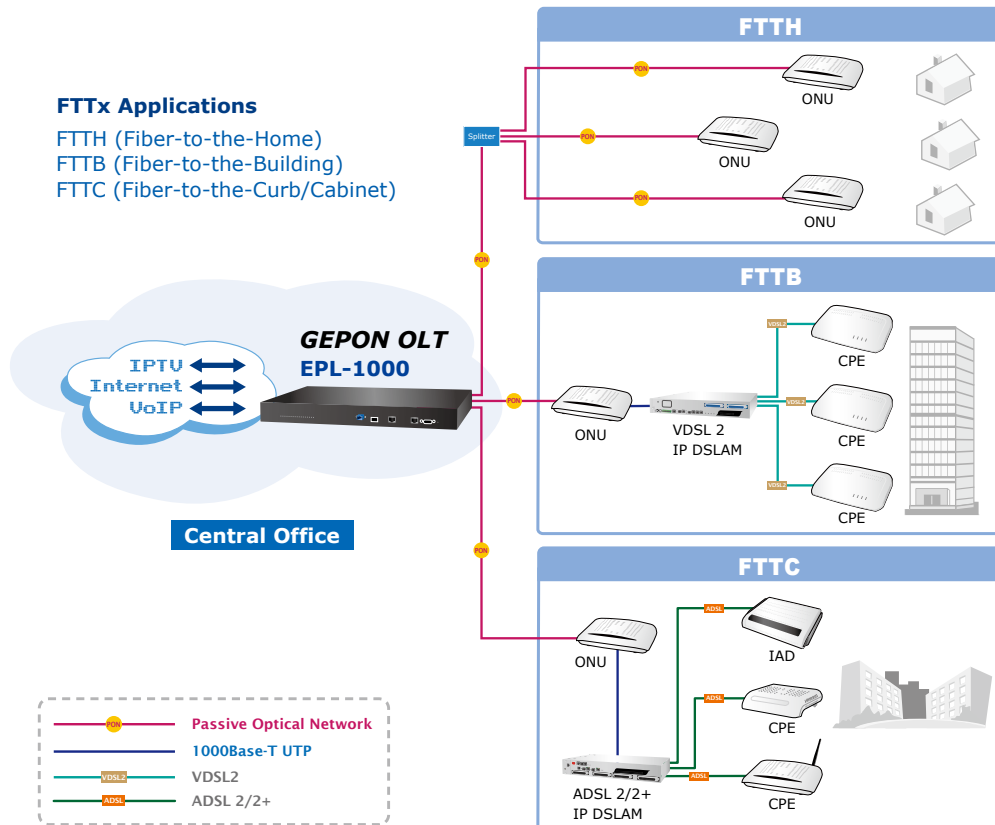 FTTx Applications
FTTH (Fiber-to-the-Home)
FTTB (Fiber-to-the-Building)
FTTC (Fiber-to-the-Curb/Cabinet)
FTTH
Splitter
PON
ONU
PON
ONU
PON
ONU
PON
GEPON OLT
EPL-1000
IPTV
Internet
VoIP
Central Office
PON
FTTB
ONU
VDSL 2
IP DSLAM
VDSL2
CPE
VDSL2
CPE
VDSL2
CPE
PON
FTTC
ONU
ADSL 2/2+
IP DSLAM
ADSL
IAD
ADSL
CPE
ADSL
CPE
PON
Passive Optical Network
1000Base-T UTP
VDSL2
VDSL2
ADSL
ADSL 2/2+